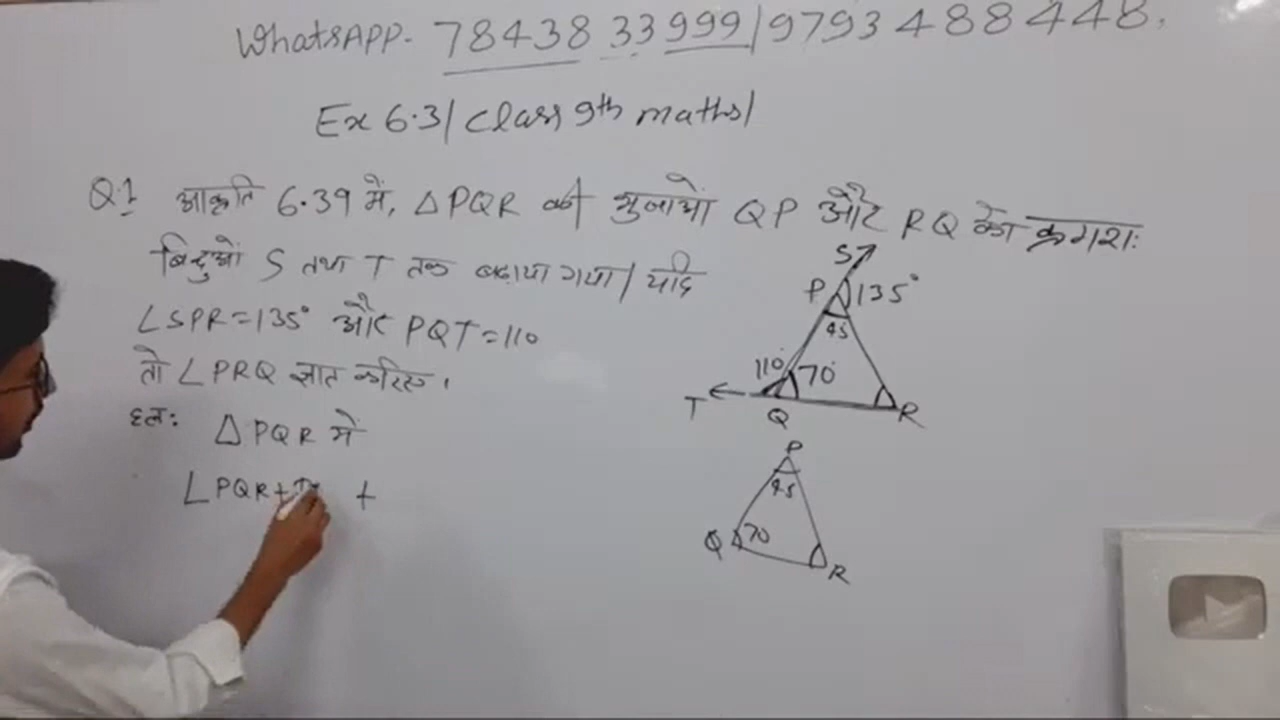 WhatsAPP. 7843833999/9793488448.
Ex 6.3/ Class 9th maths/
Q.1 आकृति 6.39 में, △PQR की भुजाओं QP और RQ को क्रमशः
बिन्दुओं S तथा T तक बढ़ाया गया/ यदि
∠SPR=135° और PQT=110
तो ∠PRQ ज्ञात करिए.
हल: △PQR में
∠PQR+ +
S
P 135°
45
110° 70°
T Q R
P
45
Q 70
R